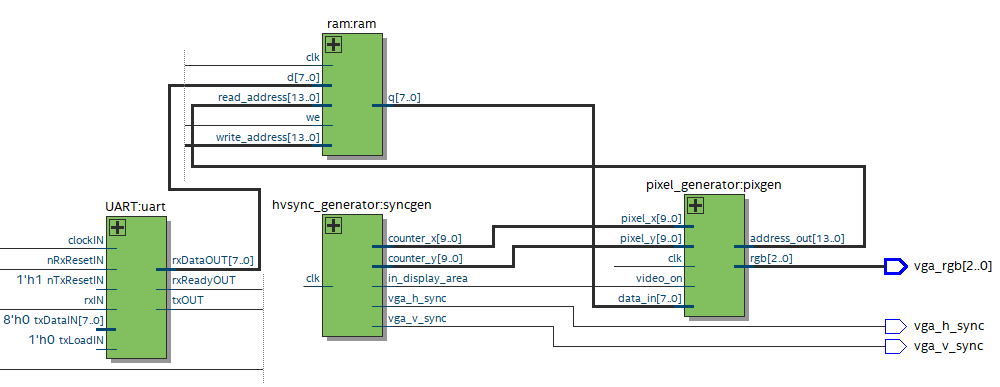 ram:ram
clk
d[7..0]
read_address[13..0]
we
write_address[13..0]
q[7..0]
UART:uart
clockIN
nRxResetIN
1'h1 nTxResetIN
rxIN
8'h0 txDataIN[7..0]
1'h0 txLoadIN
rxDataOUT[7..0]
rxReadyOUT
txOUT
hvsync_generator:syncgen
clk
counter_x[9..0]
counter_y[9..0]
in_display_area
vga_h_sync
vga_v_sync
pixel_generator:pixgen
pixel_x[9..0]
pixel_y[9..0]
clk
video_on
data_in[7..0]
address_out[13..0]
rgb[2..0]
vga_rgb[2..0]
vga_h_sync
vga_v_sync